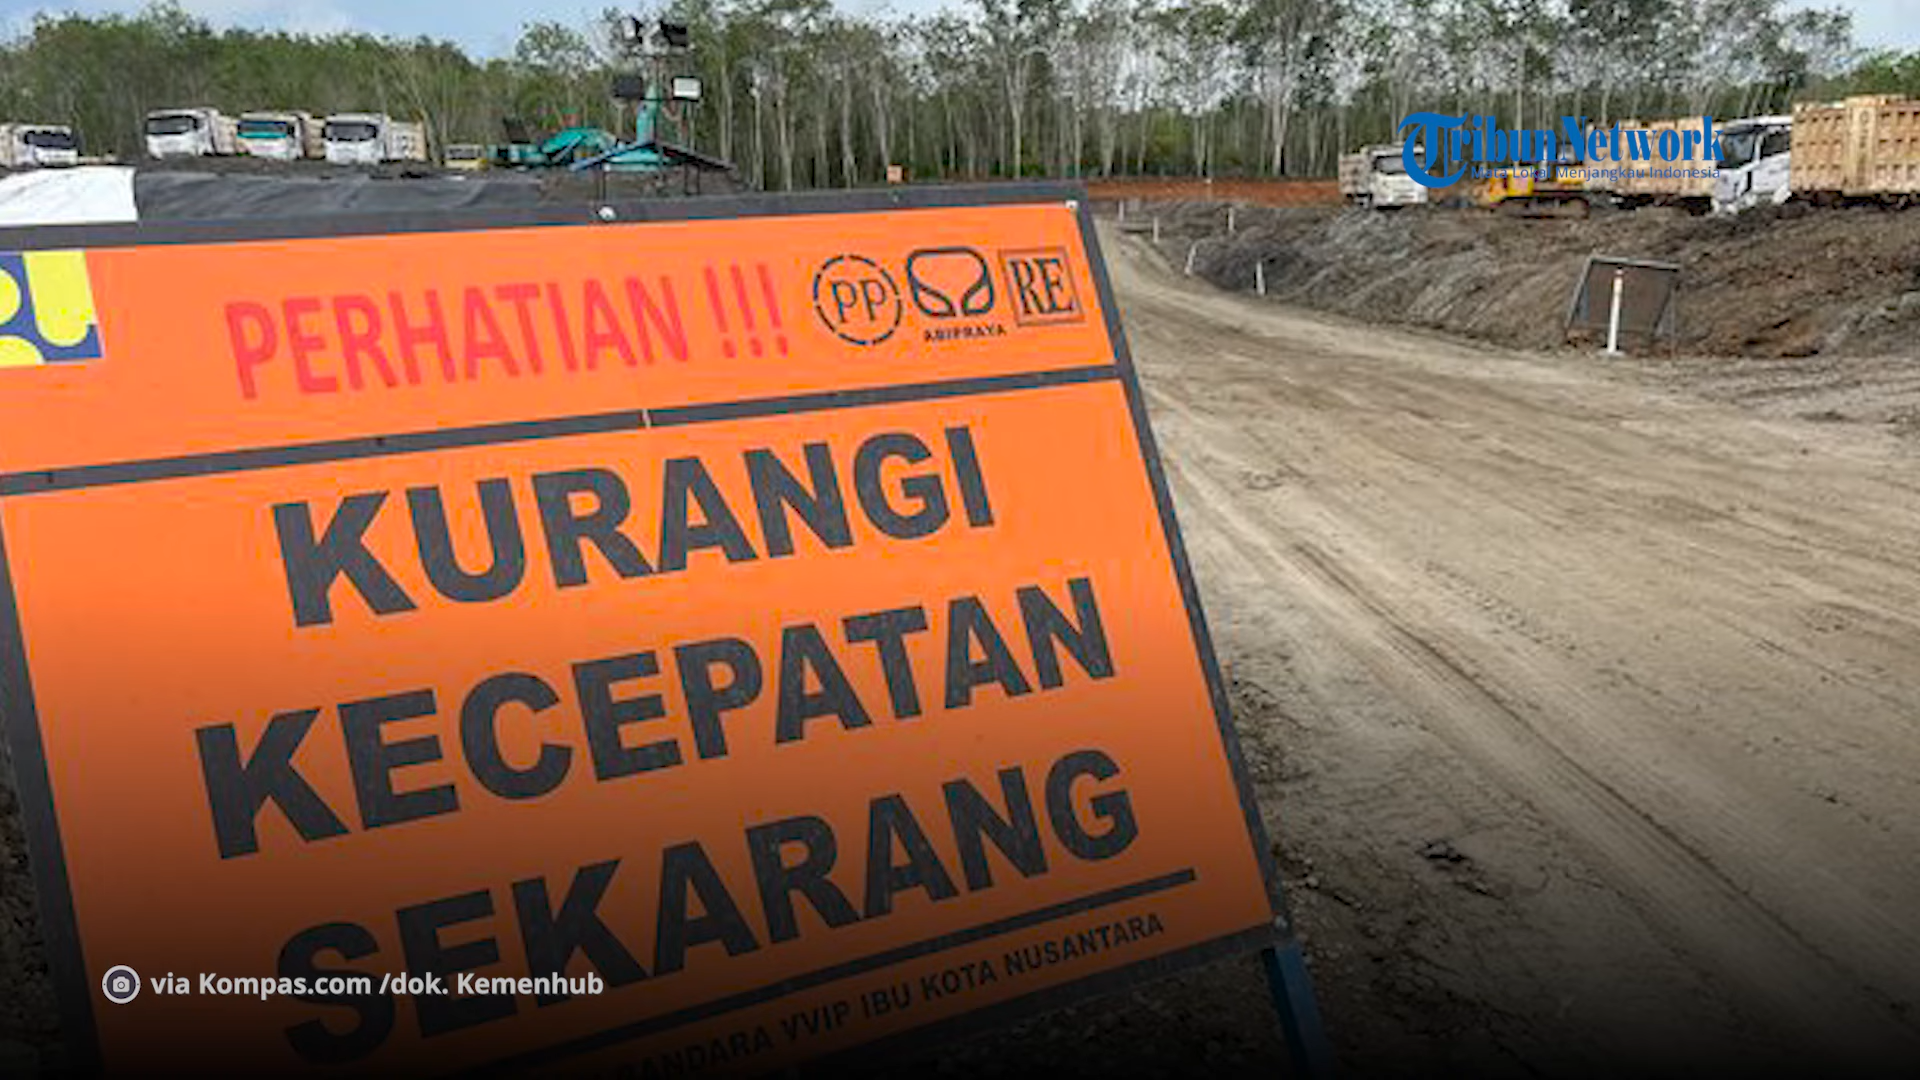 TribunNetwork
Mata Lokal Menjangkau Indonesia
PERHATIAN !!!
PP
ABIPRAYA
RE
KURANGI
KECEPATAN
SEKARANG
BANDARA VVIP IBU KOTA NUSANTARA
via Kompas.com /dok. Kemenhub